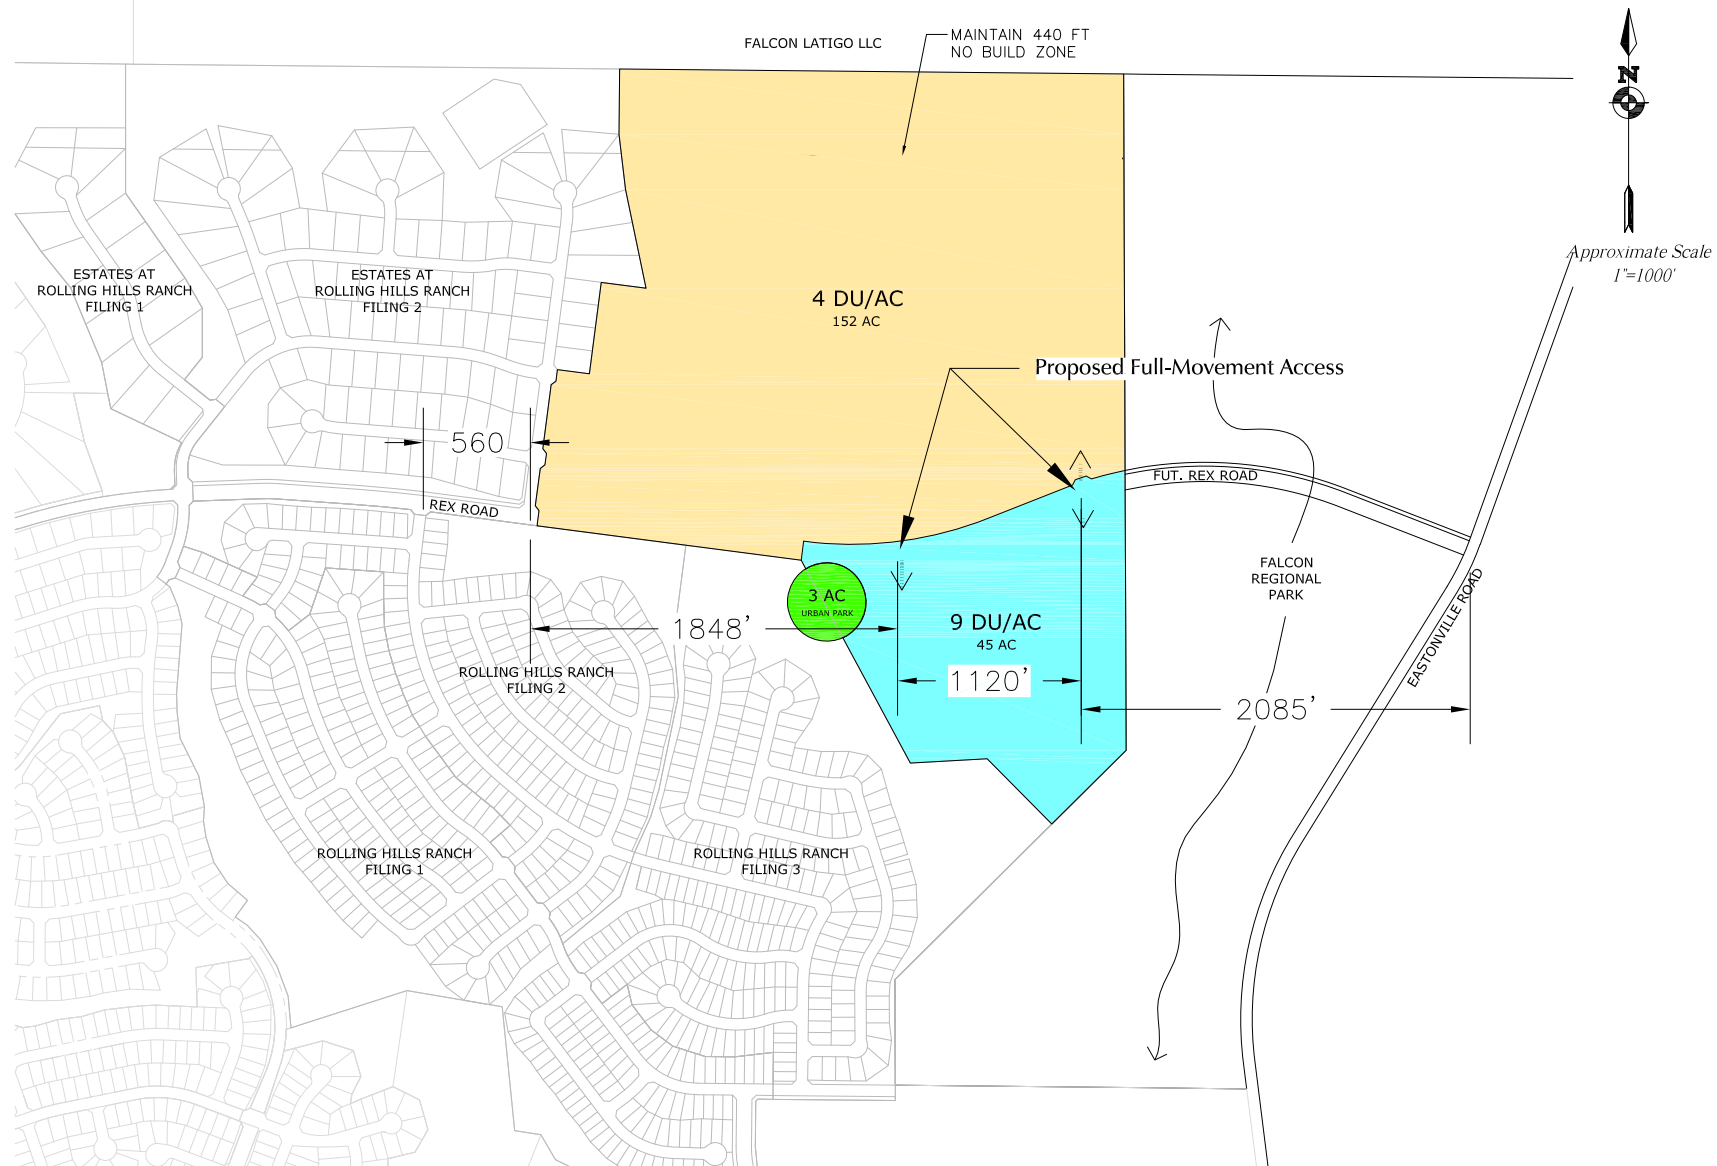 FALCON LATIGO LLC
MAINTAIN 440 FT
NO BUILD ZONE
N
Approximate Scale
1"=1000'
ESTATES AT
ROLLING HILLS RANCH
FILING 1
ESTATES AT
ROLLING HILLS RANCH
FILING 2
4 DU/AC
152 AC
Proposed Full-Movement Access
560
REX ROAD
FUT. REX ROAD
FALCON
REGIONAL
PARK
EASTONVILLE ROAD
3 AC
URBAN PARK
9 DU/AC
45 AC
1848'
1120'
2085'
ROLLING HILLS RANCH
FILING 2
ROLLING HILLS RANCH
FILING 1
ROLLING HILLS RANCH
FILING 3